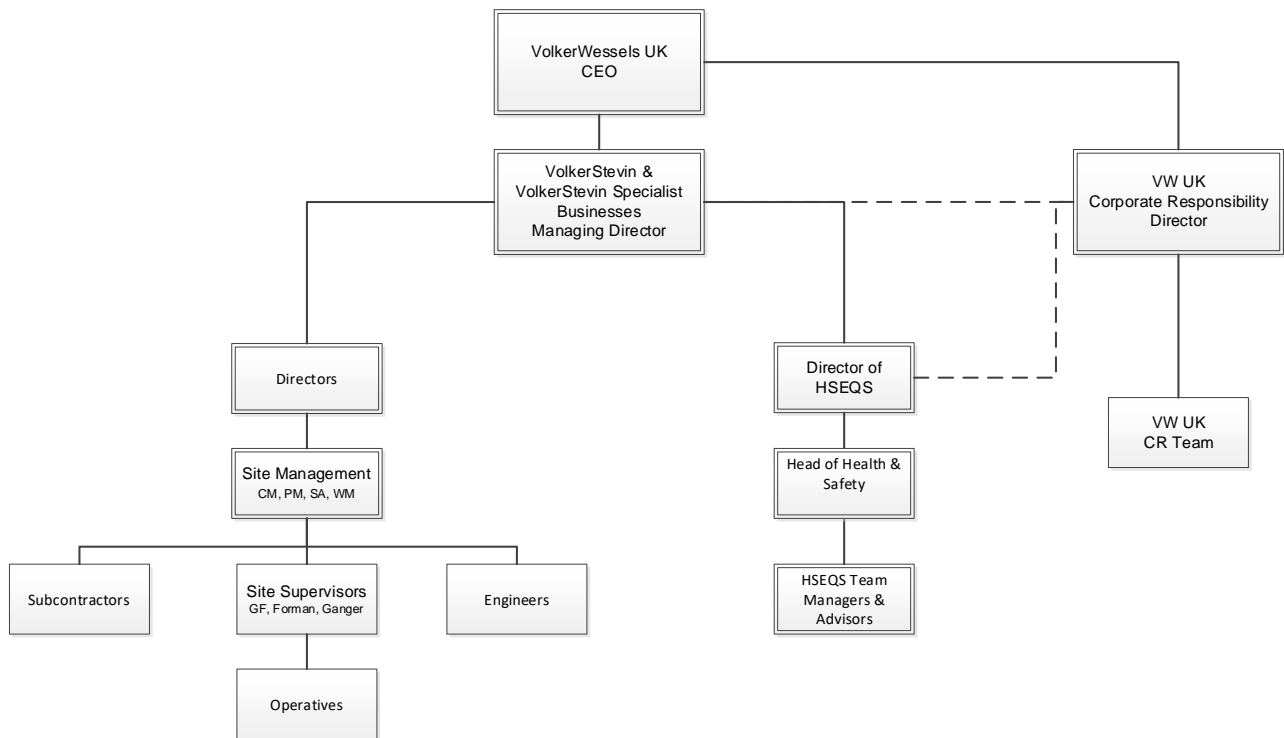 VolkerWessels UK
CEO
VolkerStevin &
VolkerStevin Specialist
Businesses
Managing Director
VW UK
Corporate Responsibility
Director
Directors
Director of
HSEQS
VW UK
CR Team
Site Management
CM, PM, SA, WM
Head of Health &
Safety
Subcontractors
Site Supervisors
GF, Forman, Ganger
Engineers
HSEQS Team
Managers &
Advisors
Operatives